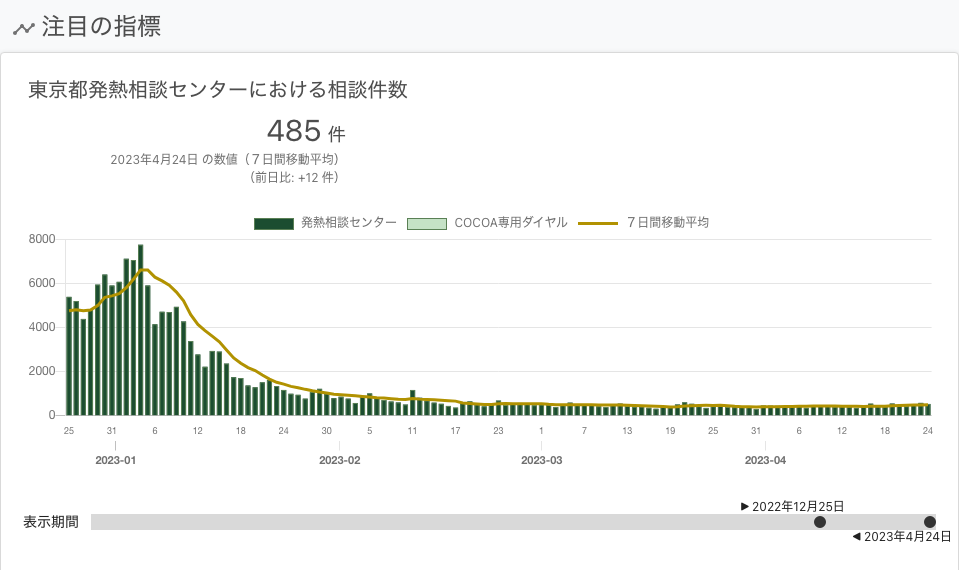 注目の指標
東京都発熱相談センターにおける相談件数
485 件
2023年4月24日 の数値（７日間移動平均）
（前日比: +12 件）
発熱相談センター COCOA専用ダイヤル ７日間移動平均
8000
6000
4000
2000
0
25 31 6 12 18 24 30 5 11 17 23 1 7 13 19 25 31 6 12 18 24
2023-01 2023-02 2023-03 2023-04
▶ 2022年12月25日
表示期間
◀ 2023年4月24日